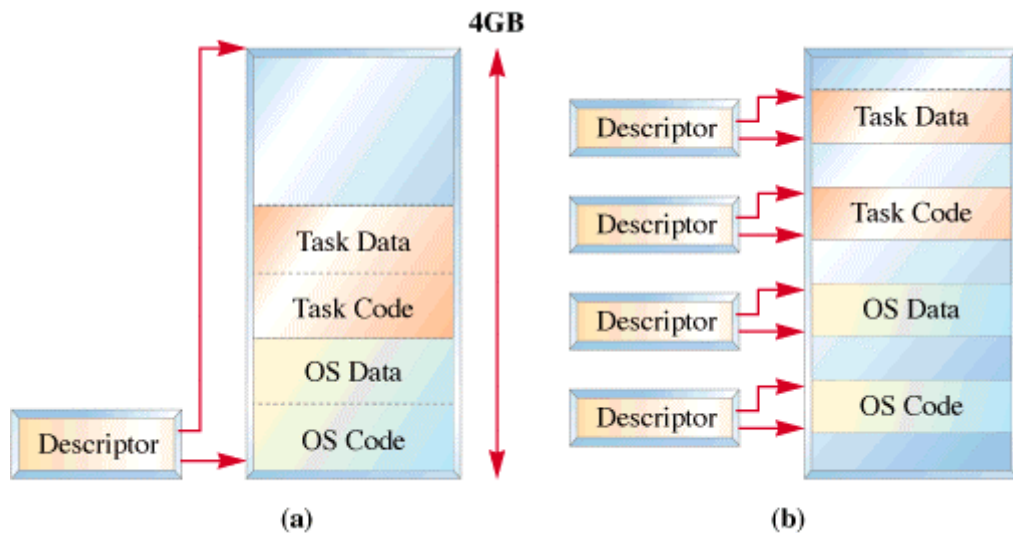 4GB
Task Data
Task Code
OS Data
OS Code
Descriptor
(a)
Descriptor
Task Data
Descriptor
Task Code
Descriptor
OS Data
Descriptor
OS Code
(b)